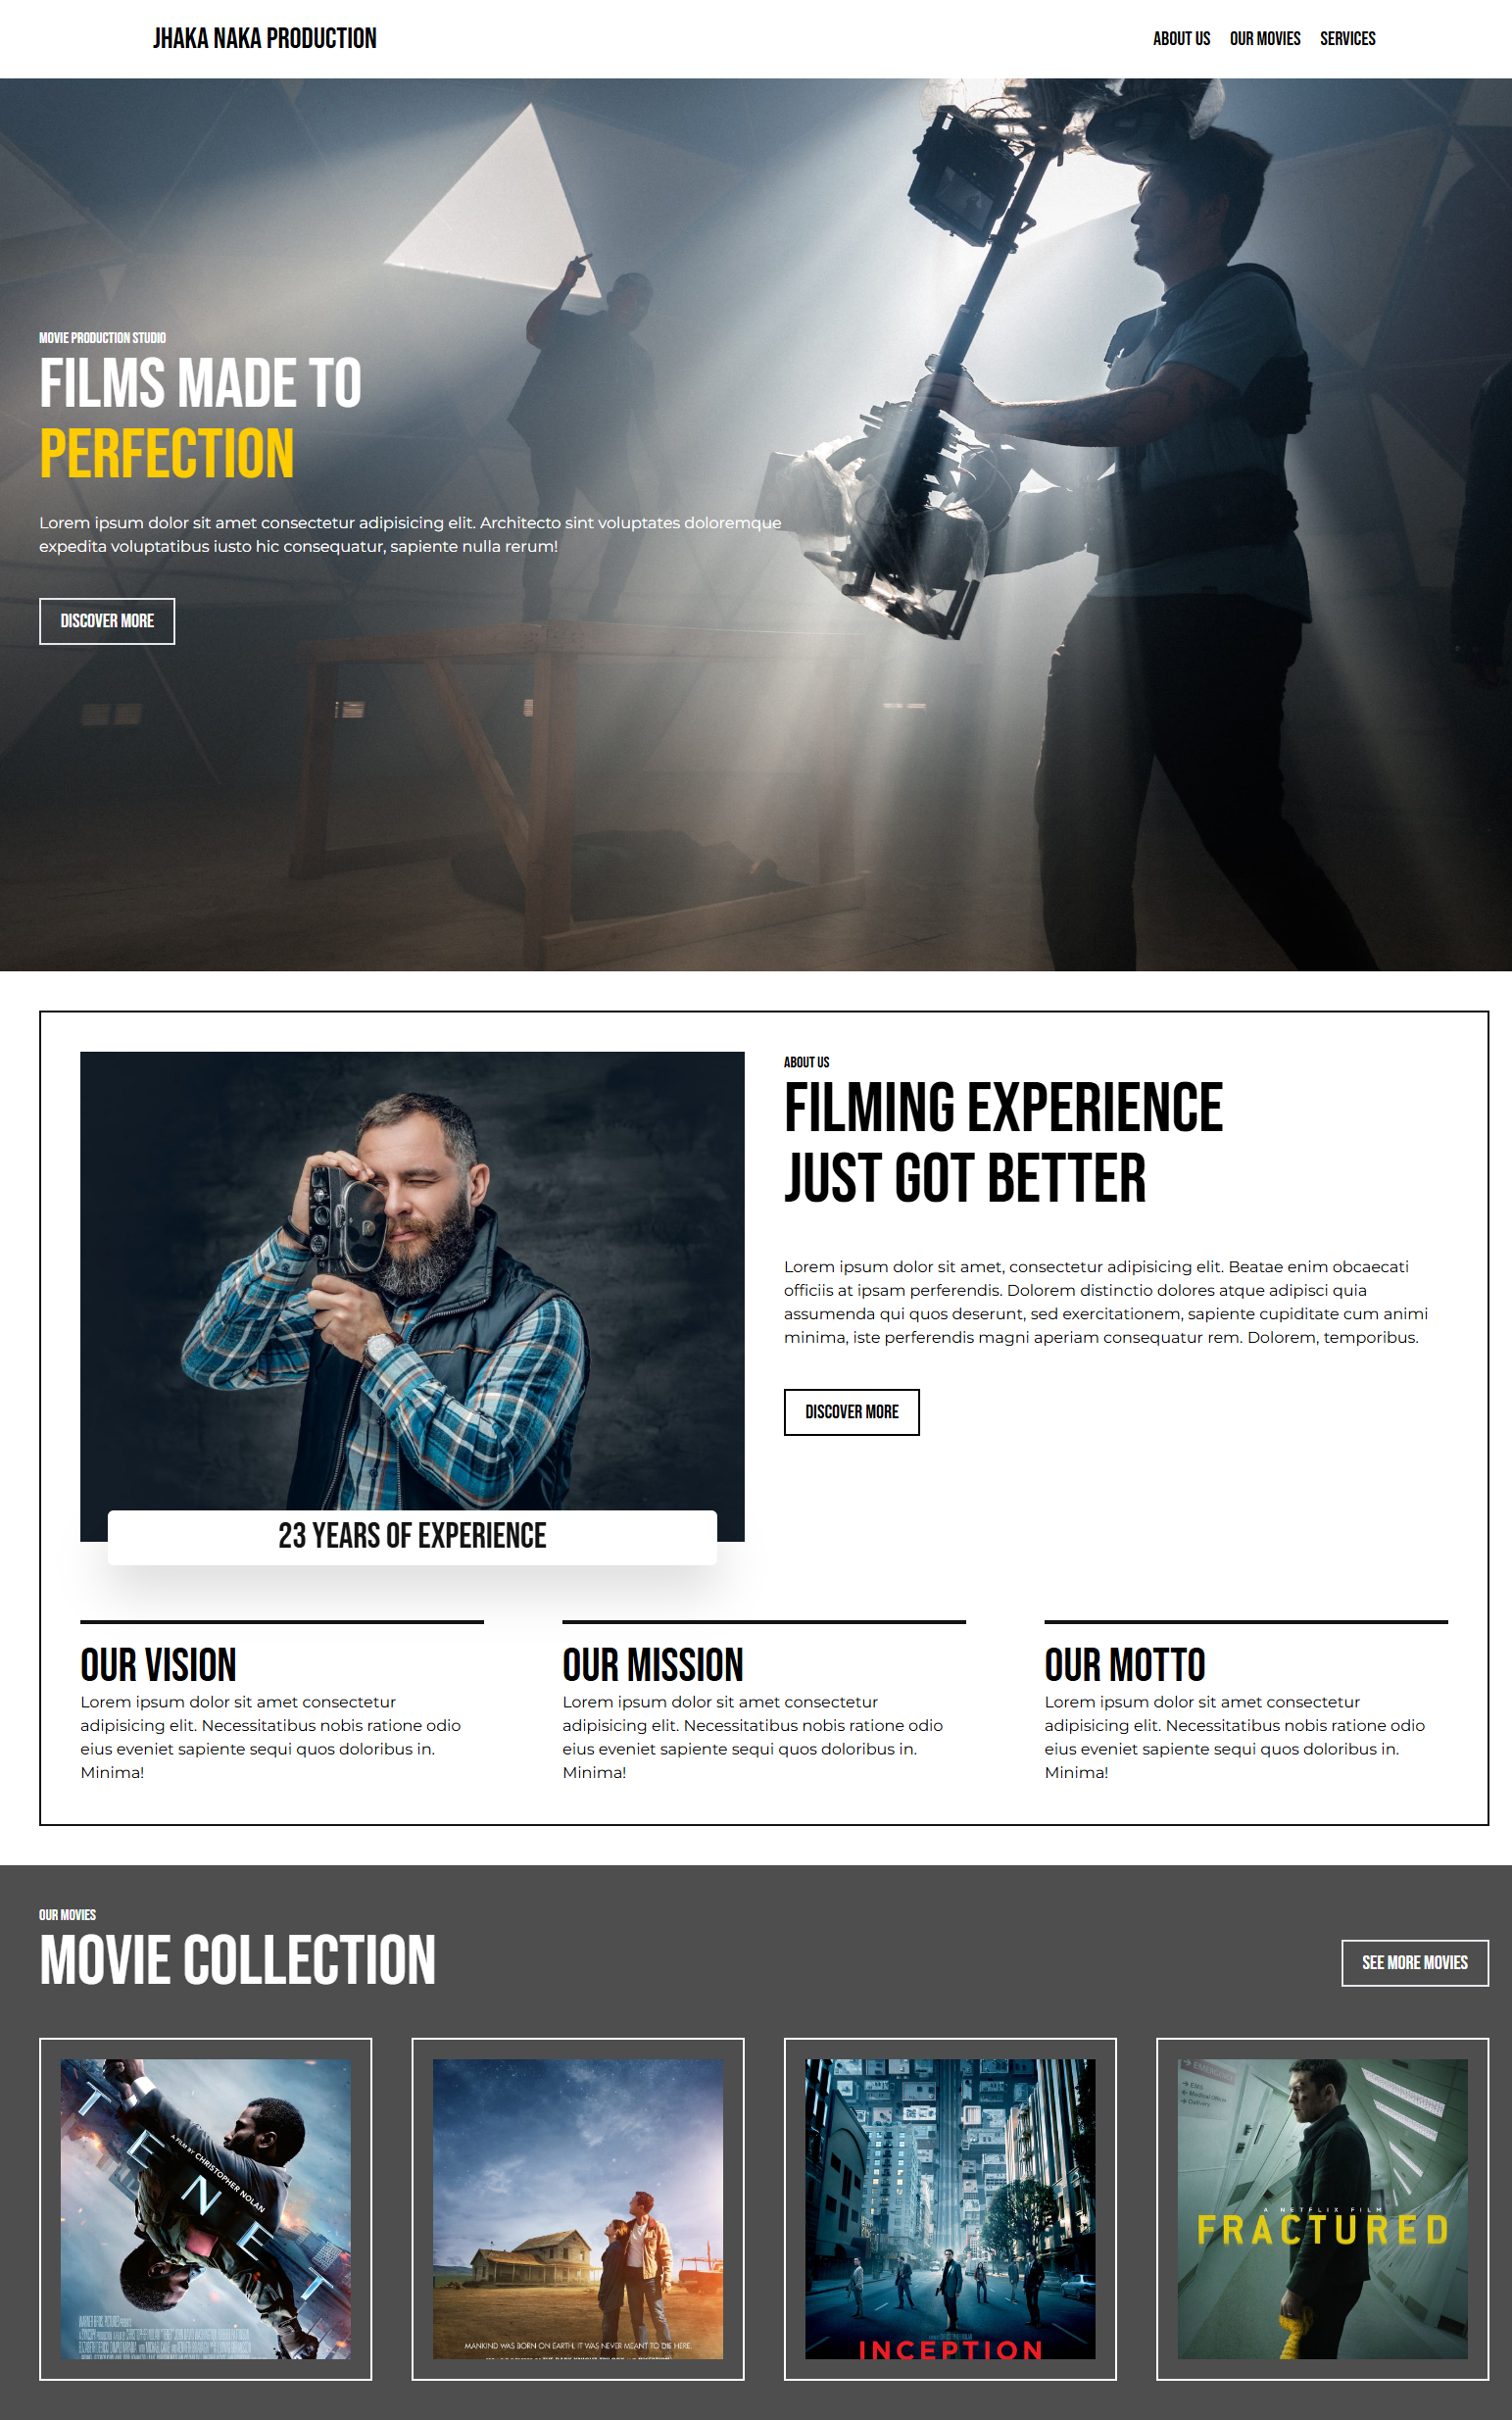 JHAKA NAKA PRODUCTION
ABOUT US OUR MOVIES SERVICES
MOVIE PRODUCTION STUDIO
FILMS MADE TO
PERFECTION
Lorem ipsum dolor sit amet consectetur adipisicing elit. Architecto sint voluptates doloremque
expedita voluptatibus iusto hic consequatur, sapiente nulla rerum!
DISCOVER MORE
23 YEARS OF EXPERIENCE
ABOUT US
FILMING EXPERIENCE
JUST GOT BETTER
Lorem ipsum dolor sit amet, consectetur adipisicing elit. Beatae enim obcaecati
officiis at ipsam perferendis. Dolorem distinctio dolores atque adipisci quia
assumenda qui quos deserunt, sed exercitationem, sapiente cupiditate cum animi
minima, iste perferendis magni aperiam consequatur rem. Dolorem, temporibus.
DISCOVER MORE
OUR VISION
Lorem ipsum dolor sit amet consectetur
adipisicing elit. Necessitatibus nobis ratione odio
eius eveniet sapiente sequi quos doloribus in.
Minima!
OUR MISSION
Lorem ipsum dolor sit amet consectetur
adipisicing elit. Necessitatibus nobis ratione odio
eius eveniet sapiente sequi quos doloribus in.
Minima!
OUR MOTTO
Lorem ipsum dolor sit amet consectetur
adipisicing elit. Necessitatibus nobis ratione odio
eius eveniet sapiente sequi quos doloribus in.
Minima!
OUR MOVIES
MOVIE COLLECTION
SEE MORE MOVIES
TENET
A FILM BY CHRISTOPHER NOLAN
MANKIND WAS BORN ON EARTH. IT WAS NEVER MEANT TO DIE HERE.
INCEPTION
EMERGENCY
EMS
A NETFLIX FILM
FRACTURED